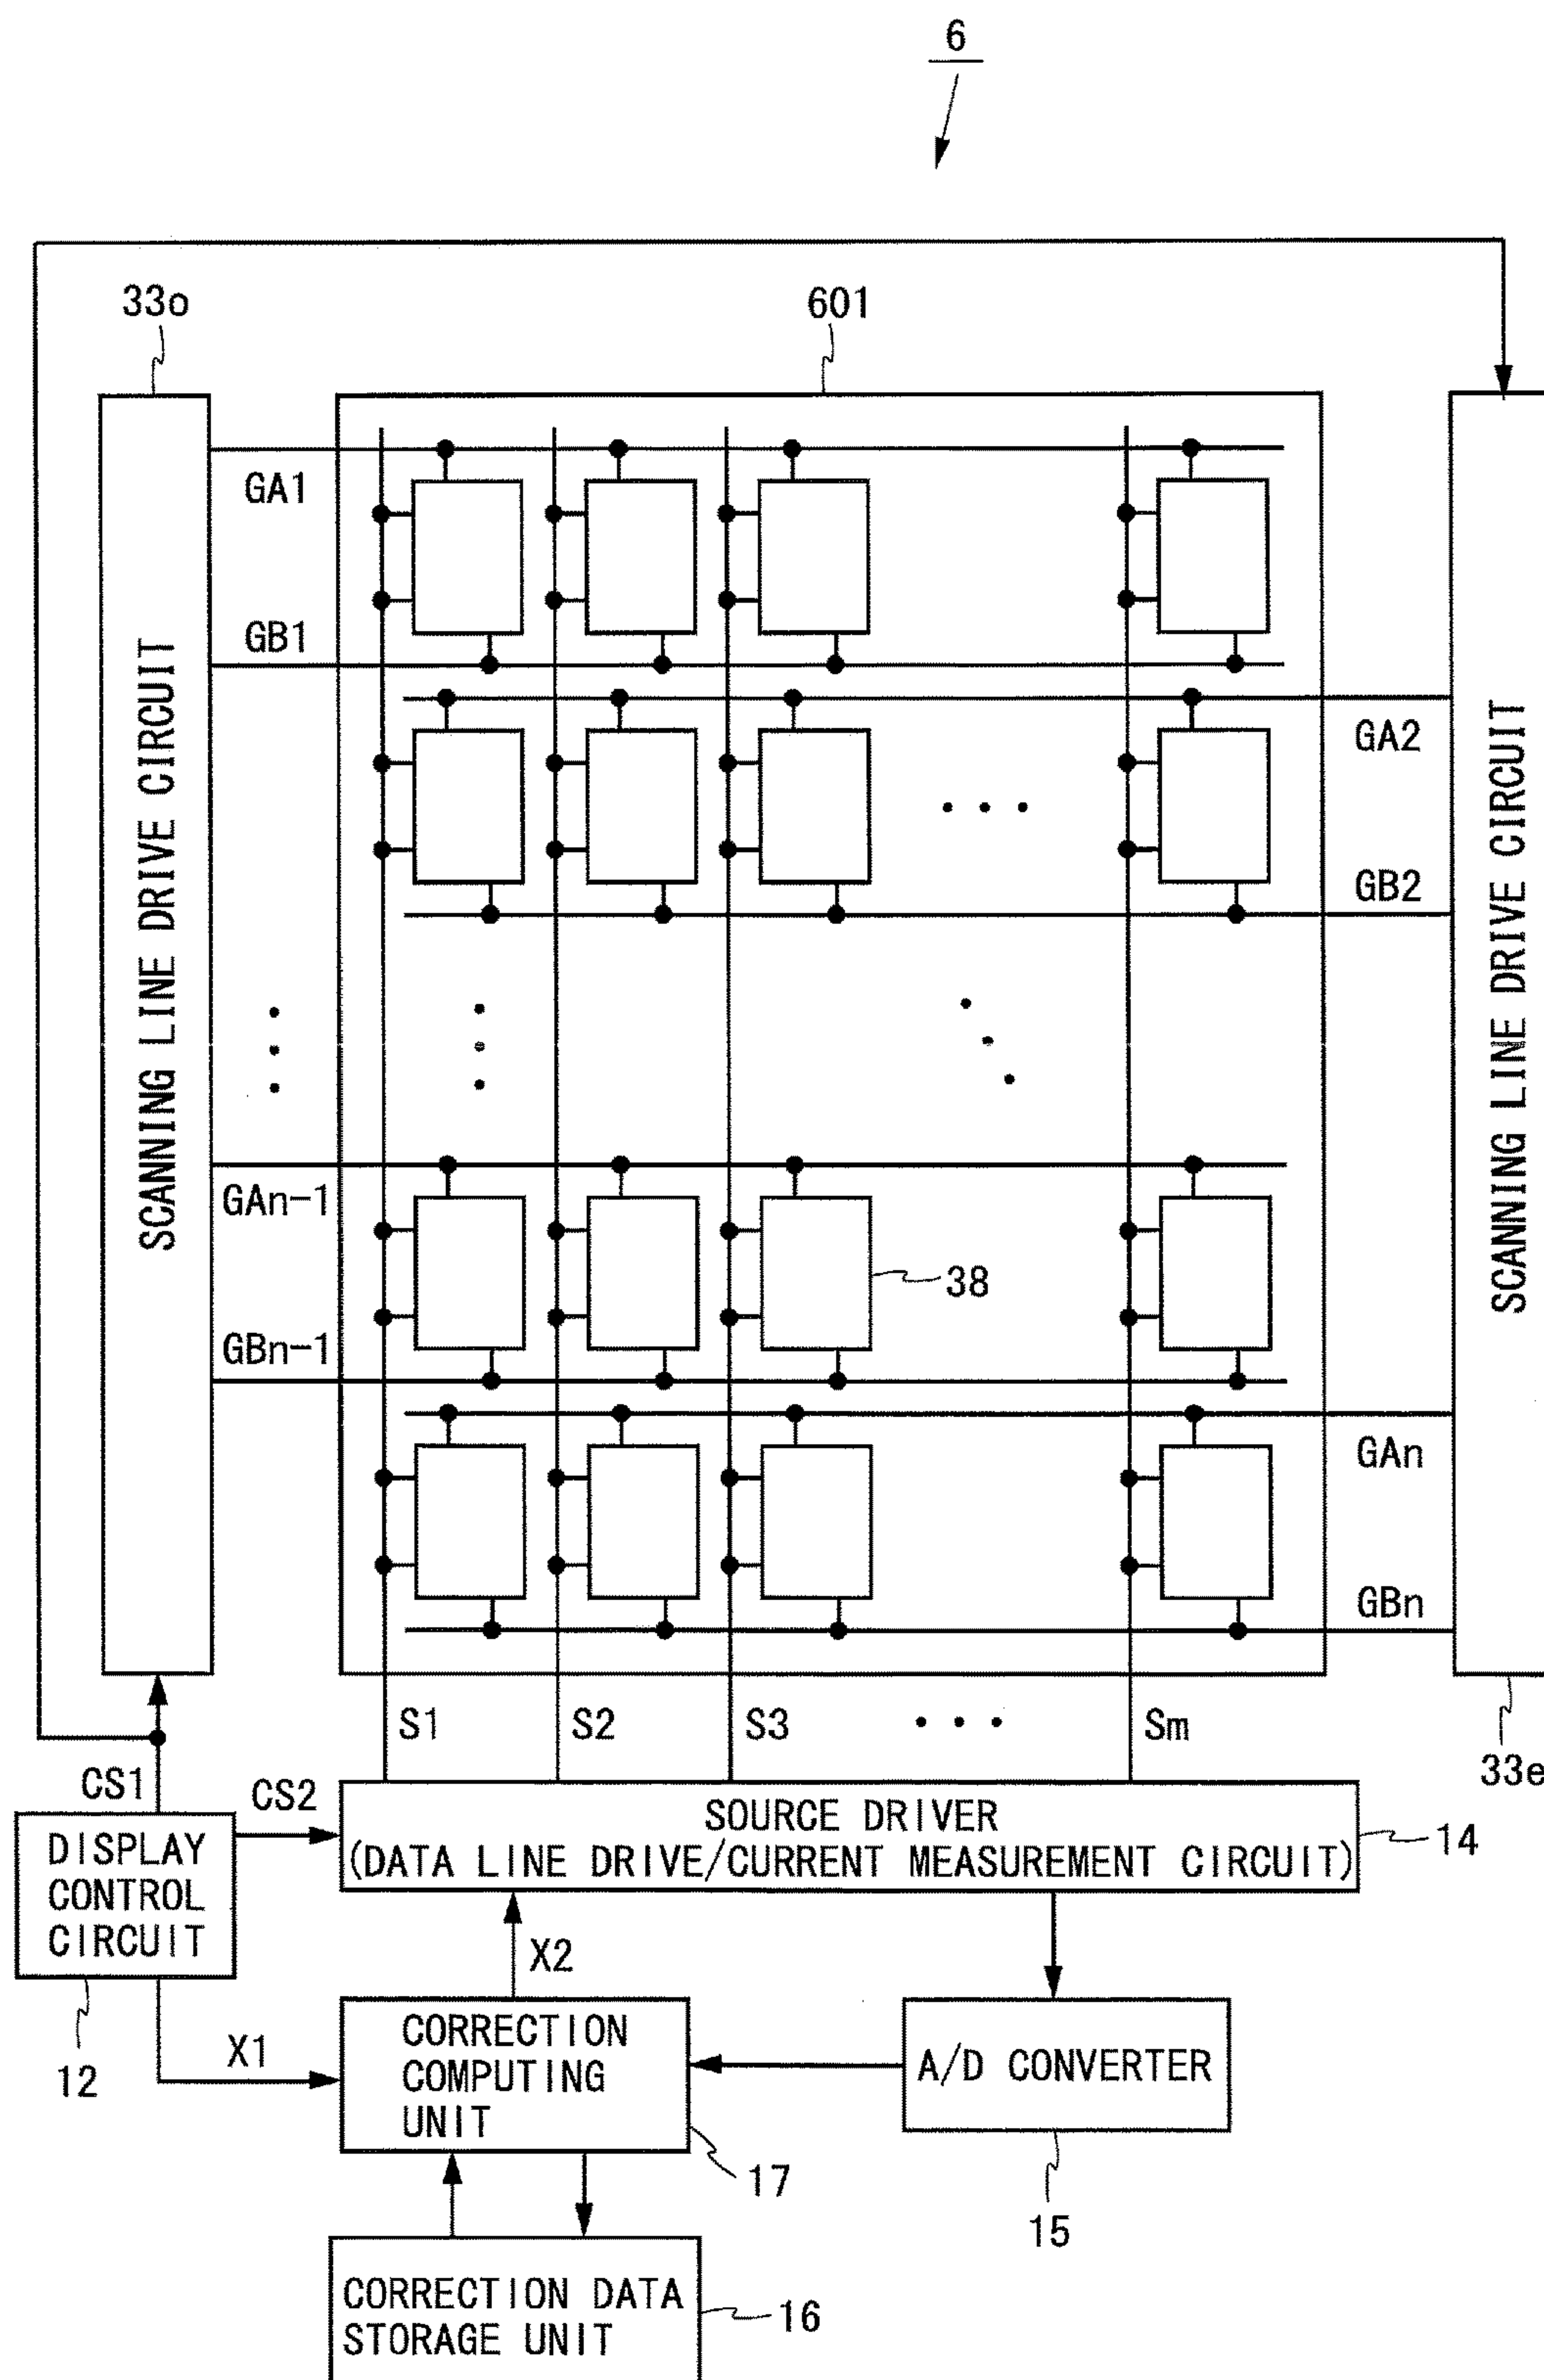 6
33o
601
GA1
GB1
SCANNING LINE DRIVE CIRCUIT
GA2
GB2
SCANNING LINE DRIVE CIRCUIT
GAn-1
38
GBn-1
GAn
GBn
S1
S2
S3
Sm
33e
CS1
CS2
DISPLAY
CONTROL
CIRCUIT
12
SOURCE DRIVER
(DATA LINE DRIVE/CURRENT MEASUREMENT CIRCUIT)
14
X2
X1
CORRECTION
COMPUTING
UNIT
17
A/D CONVERTER
15
CORRECTION DATA
STORAGE UNIT
16